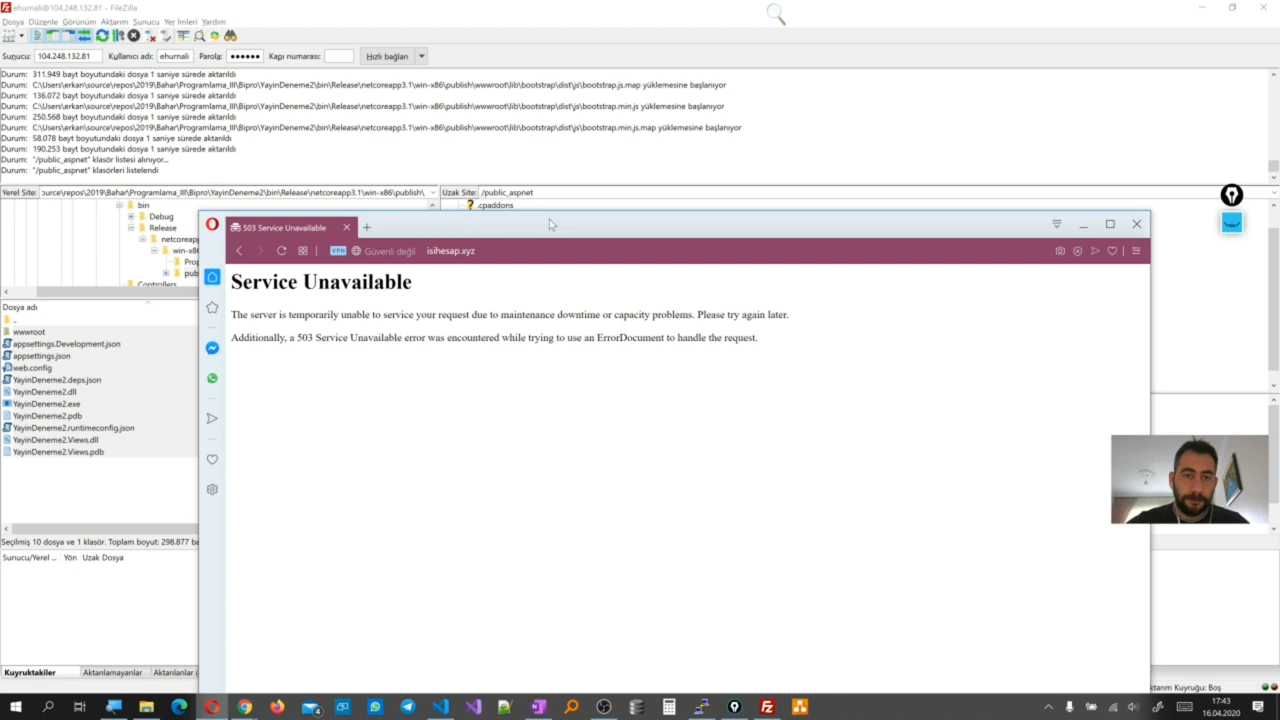 ehurnali@104.248.132.81 - FileZilla
Dosya Düzenle Görünüm Aktarım Sunucu Yer İmleri Yardım
Sunucu: 104.248.132.81 Kullanıcı adı: ehurnali Parola: ●●●●●● Kapı numarası: Hızlı bağlan
Durum: 311.949 bayt boyutundaki dosya 1 saniye sürede aktarıldı
Durum: C:\Users\erkan\source\repos\2019\Bahar\Programlama_III\Bipro\YayinDeneme2\bin\Release\netcoreapp3.1\win-x86\publish\wwwroot\lib\bootstrap\dist\js\bootstrap.js.map yüklemesine başlanıyor
Durum: 136.072 bayt boyutundaki dosya 1 saniye sürede aktarıldı
Durum: C:\Users\erkan\source\repos\2019\Bahar\Programlama_III\Bipro\YayinDeneme2\bin\Release\netcoreapp3.1\win-x86\publish\wwwroot\lib\bootstrap\dist\js\bootstrap.min.js yüklemesine başlanıyor
Durum: 250.568 bayt boyutundaki dosya 1 saniye sürede aktarıldı
Durum: C:\Users\erkan\source\repos\2019\Bahar\Programlama_III\Bipro\YayinDeneme2\bin\Release\netcoreapp3.1\win-x86\publish\wwwroot\lib\bootstrap\dist\js\bootstrap.min.js.map yüklemesine başlanıyor
Durum: 58.078 bayt boyutundaki dosya 1 saniye sürede aktarıldı
Durum: 190.253 bayt boyutundaki dosya 1 saniye sürede aktarıldı
Durum: "/public_aspnet" klasör listesi alınıyor...
Durum: "/public_aspnet" klasörleri listelendi
Yerel Site: ource\repos\2019\Bahar\Programlama_III\Bipro\YayinDeneme2\bin\Release\netcoreapp3.1\win-x86\publish\ Uzak Site: /public_aspnet
bin
.cpaddons
Debug
Release
netcoreapp
win-x86
Prop
pub
Controllers
503 Service Unavailable
VPN Güvenli değil isihesap.xyz
Service Unavailable
The server is temporarily unable to service your request due to maintenance downtime or capacity problems. Please try again later.
Additionally, a 503 Service Unavailable error was encountered while trying to use an ErrorDocument to handle the request.
Dosya adı
..
wwwroot
appsettings.Development.json
appsettings.json
web.config
YayinDeneme2.deps.json
YayinDeneme2.dll
YayinDeneme2.exe
YayinDeneme2.pdb
YayinDeneme2.runtimeconfig.json
YayinDeneme2.Views.dll
YayinDeneme2.Views.pdb
Seçilmiş 10 dosya ve 1 klasör. Toplam boyut: 298.877 ba
Sunucu/Yerel ... Yön Uzak Dosya
Kuyruktakiler Aktarılamayanlar Aktarılanlar (
ktarım Kuyruğu: Boş
4
17:43
16.04.2020